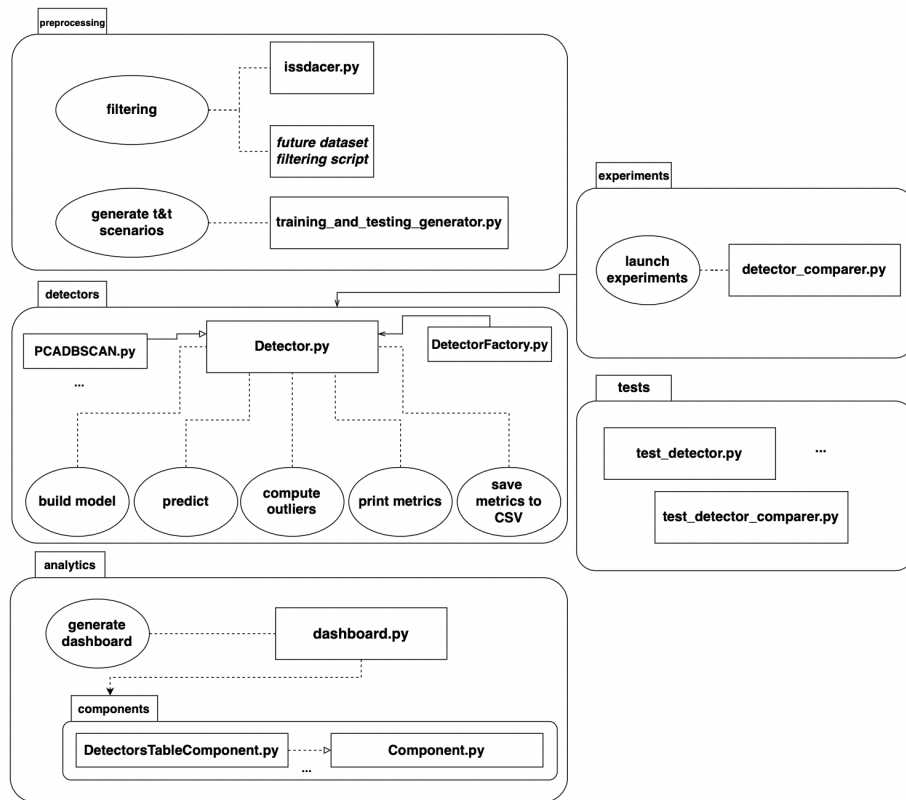 preprocessing
filtering
issdacer.py
future dataset
filtering script
generate t&t
scenarios
training_and_testing_generator.py
experiments
launch
experiments
detector_comparer.py
detectors
PCADBSCAN.py
...
Detector.py
DetectorFactory.py
build model
predict
compute
outliers
print metrics
save
metrics to
CSV
tests
test_detector.py
...
test_detector_comparer.py
analytics
generate
dashboard
dashboard.py
components
DetectorsTableComponent.py
...
Component.py